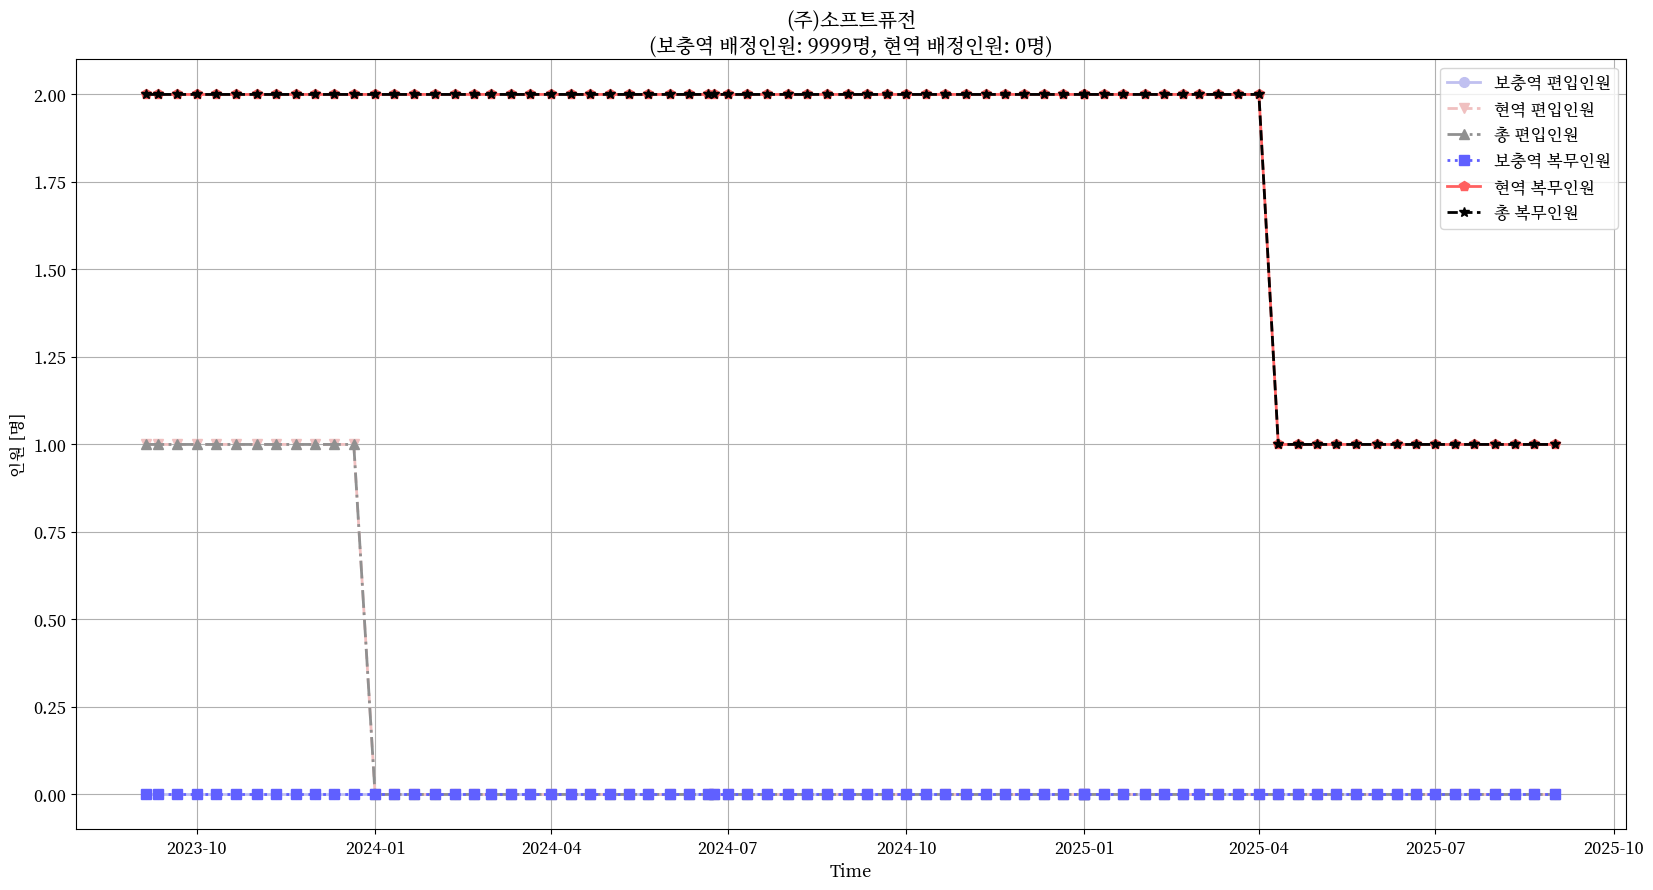 (주)소프트퓨전
(보충역 배정인원: 9999명, 현역 배정인원: 0명)
보충역 편입인원
현역 편입인원
총 편입인원
보충역 복무인원
현역 복무인원
총 복무인원
2.00
1.75
1.50
1.25
1.00
0.75
0.50
0.25
0.00
인원 [명]
2023-10
2024-01
2024-04
2024-07
2024-10
2025-01
2025-04
2025-07
2025-10
Time